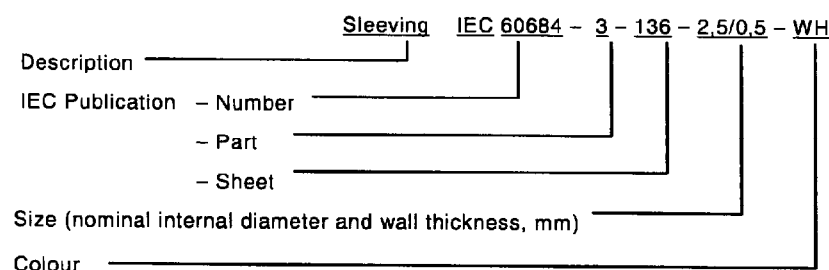 Sleeving IEC 60684 – 3 – 136 – 2,5/0,5 – WH
Description
IEC Publication – Number
– Part
– Sheet
Size (nominal internal diameter and wall thickness, mm)
Colour